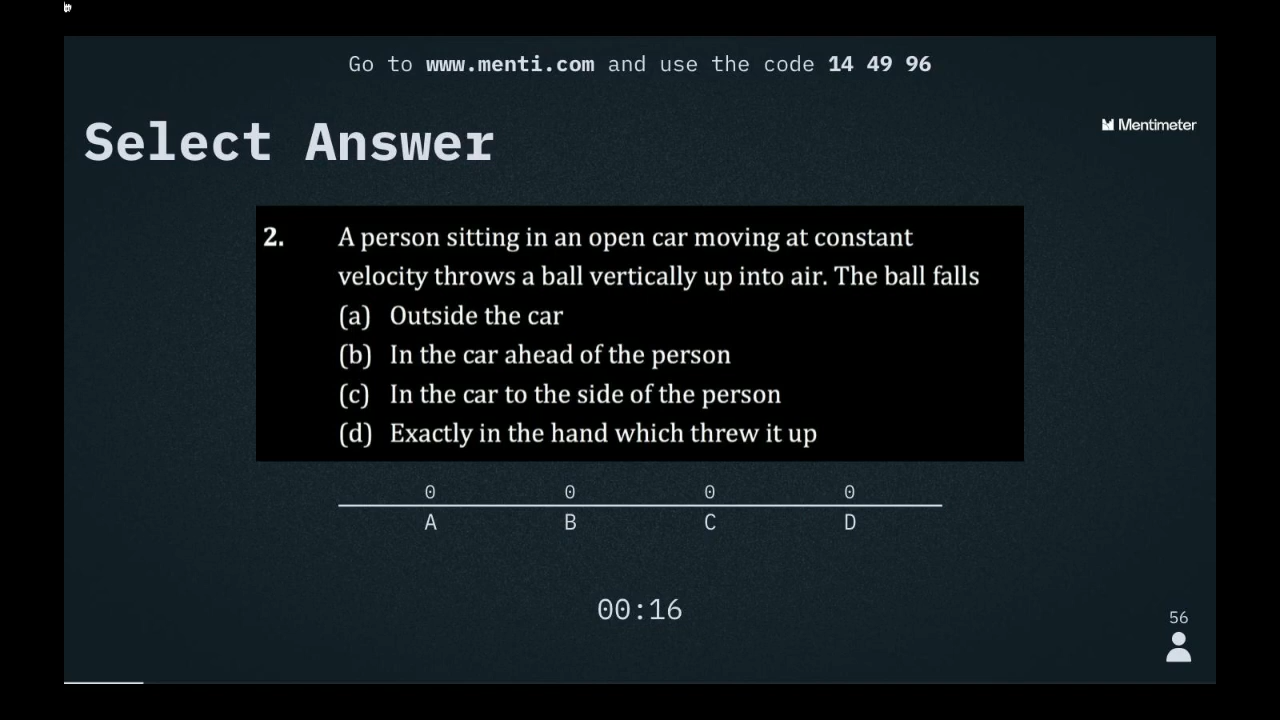 Go to www.menti.com and use the code 14 49 96
Select Answer
Mentimeter
2. A person sitting in an open car moving at constant
velocity throws a ball vertically up into air. The ball falls
(a) Outside the car
(b) In the car ahead of the person
(c) In the car to the side of the person
(d) Exactly in the hand which threw it up
0 0 0 0
A B C D
00:16
56